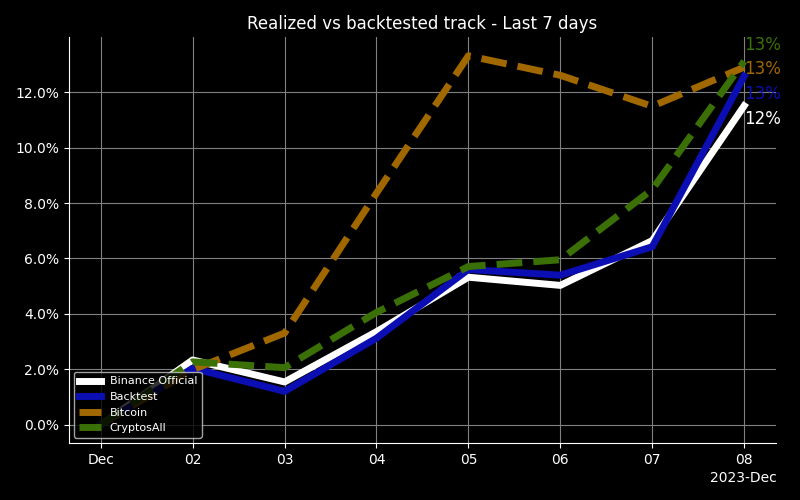 Realized vs backtested track - Last 7 days
13%
13%
13%
12%
12.0%
10.0%
8.0%
6.0%
4.0%
2.0%
0.0%
Binance Official
Backtest
Bitcoin
CryptosAll
Dec 02 03 04 05 06 07 08
2023-Dec